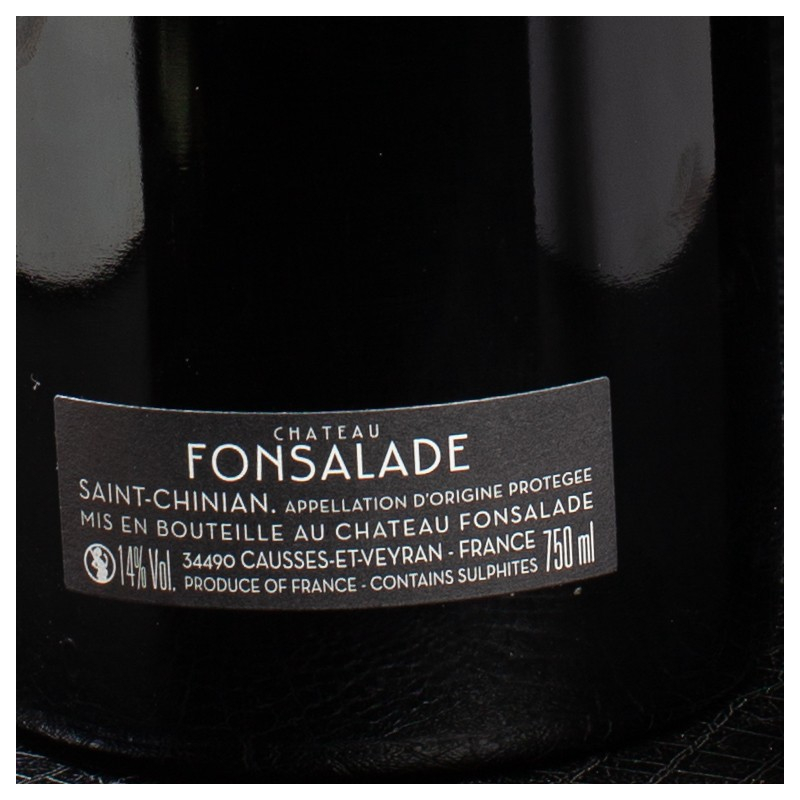 CHATEAU
FONSALADE
SAINT-CHINIAN. APPELLATION D'ORIGINE PROTEGEE
MIS EN BOUTEILLE AU CHATEAU FONSALADE
14% Vol. 34490 CAUSSES-ET-VEYRAN - FRANCE 750 ml
PRODUCE OF FRANCE - CONTAINS SULPHITES